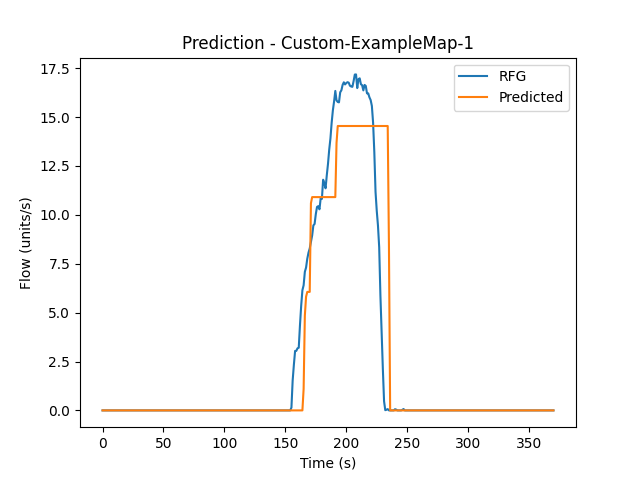 Prediction - Custom-ExampleMap-1
RFG
Predicted
17.5
15.0
12.5
10.0
7.5
5.0
2.5
0.0
Flow (units/s)
0 50 100 150 200 250 300 350
Time (s)